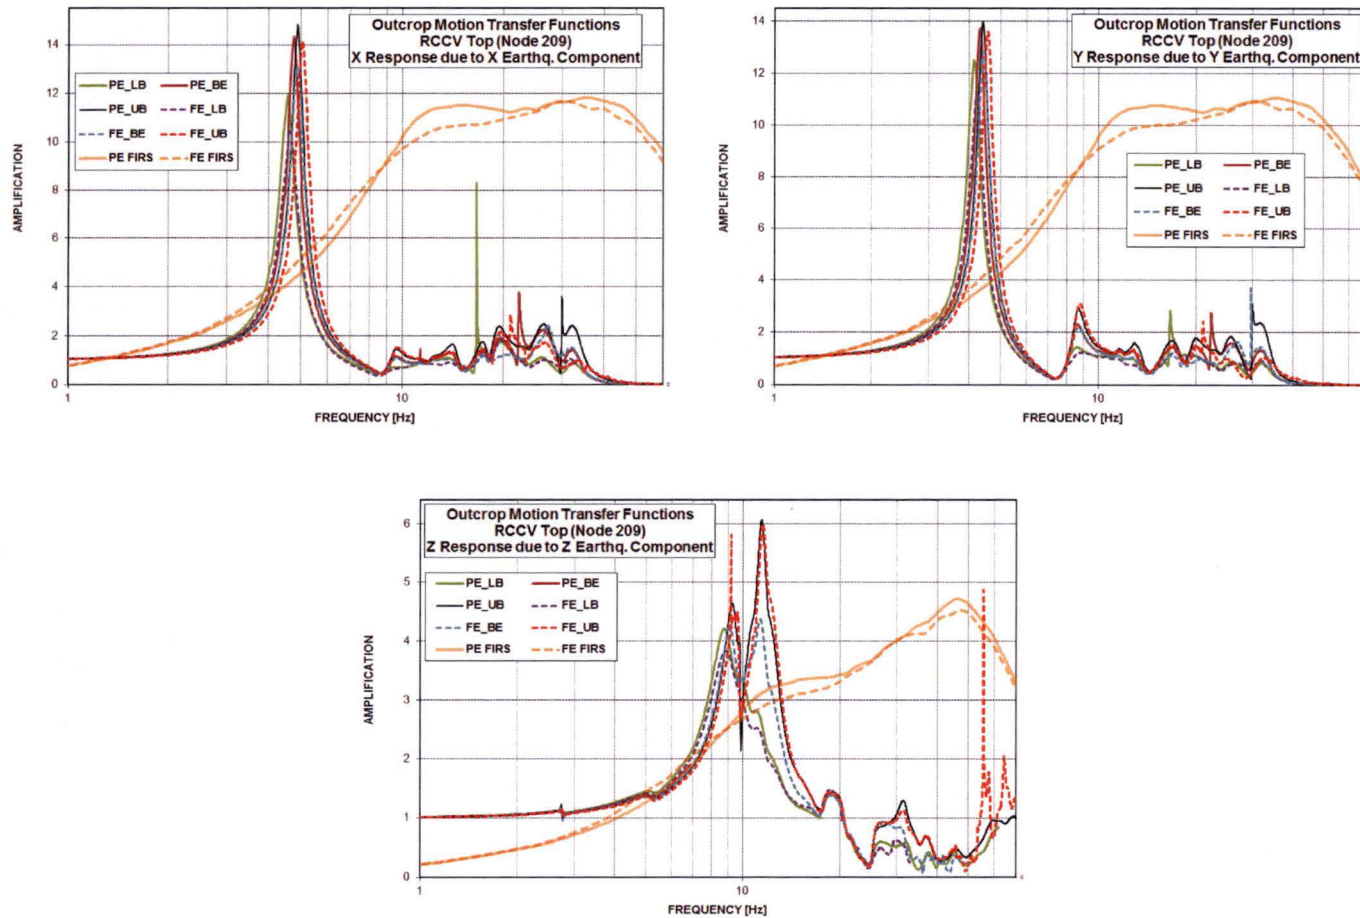 Outcrop Motion Transfer Functions
RCCV Top (Node 209)
X Response due to X Earthq. Component
PE_LB PE_BE
PE_UB FE_LB
FE_BE FE_UB
PE FIRS FE FIRS
AMPLIFICATION
14
12
10
8
6
4
2
0
1 10
FREQUENCY [Hz]
Outcrop Motion Transfer Functions
RCCV Top (Node 209)
Y Response due to Y Earthq. Component
PE_LB PE_BE
PE_UB FE_LB
FE_BE FE_UB
PE FIRS FE FIRS
AMPLIFICATION
14
12
10
8
6
4
2
0
1 10
FREQUENCY [Hz]
Outcrop Motion Transfer Functions
RCCV Top (Node 209)
Z Response due to Z Earthq. Component
PE_LB PE_BE
PE_UB FE_LB
FE_BE FE_UB
PE FIRS FE FIRS
AMPLIFICATION
6
5
4
3
2
1
0
1 10
FREQUENCY [Hz]